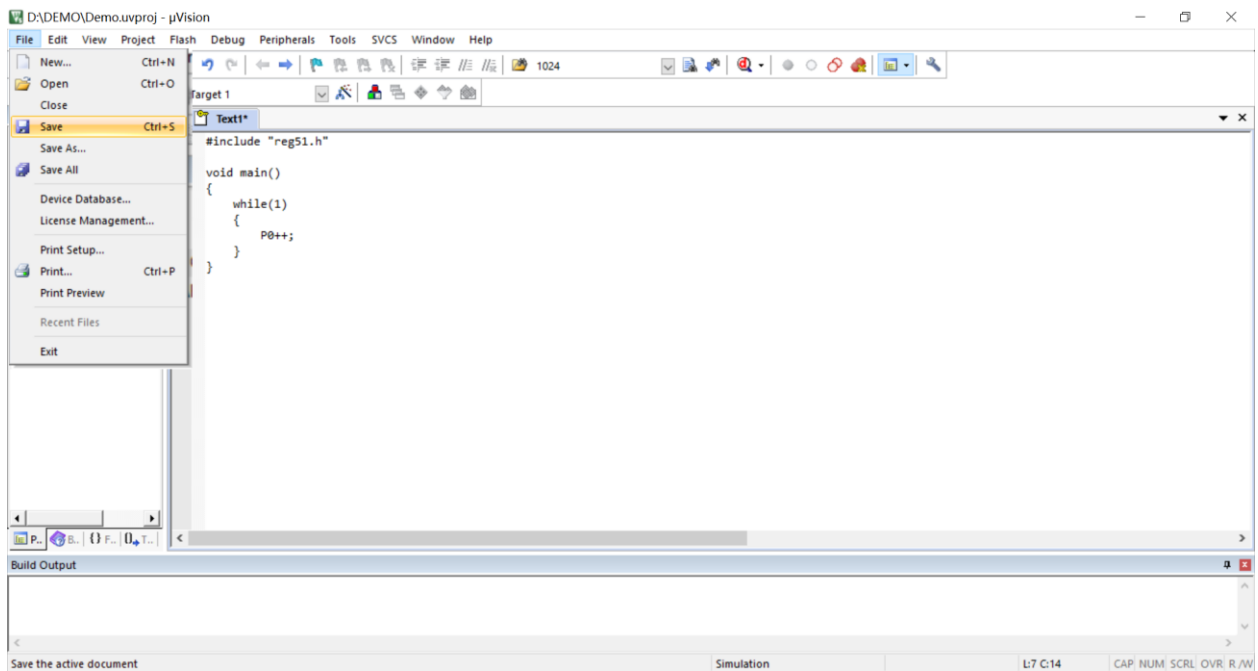 D:\DEMO\Demo.uvproj - µVision
File Edit View Project Flash Debug Peripherals Tools SVCS Window Help
New... Ctrl+N
1024
Open Ctrl+O
Target 1
Close
Save Ctrl+S
Text1*
Save As...
Save All
Device Database...
License Management...
Print Setup...
Print... Ctrl+P
Print Preview
Recent Files
Exit
#include "reg51.h"
void main()
{
while(1)
{
P0++;
}
}
P... B... {} F... 0 T...
Build Output
Save the active document Simulation L:7 C:14 CAP NUM SCRL OVR R/W